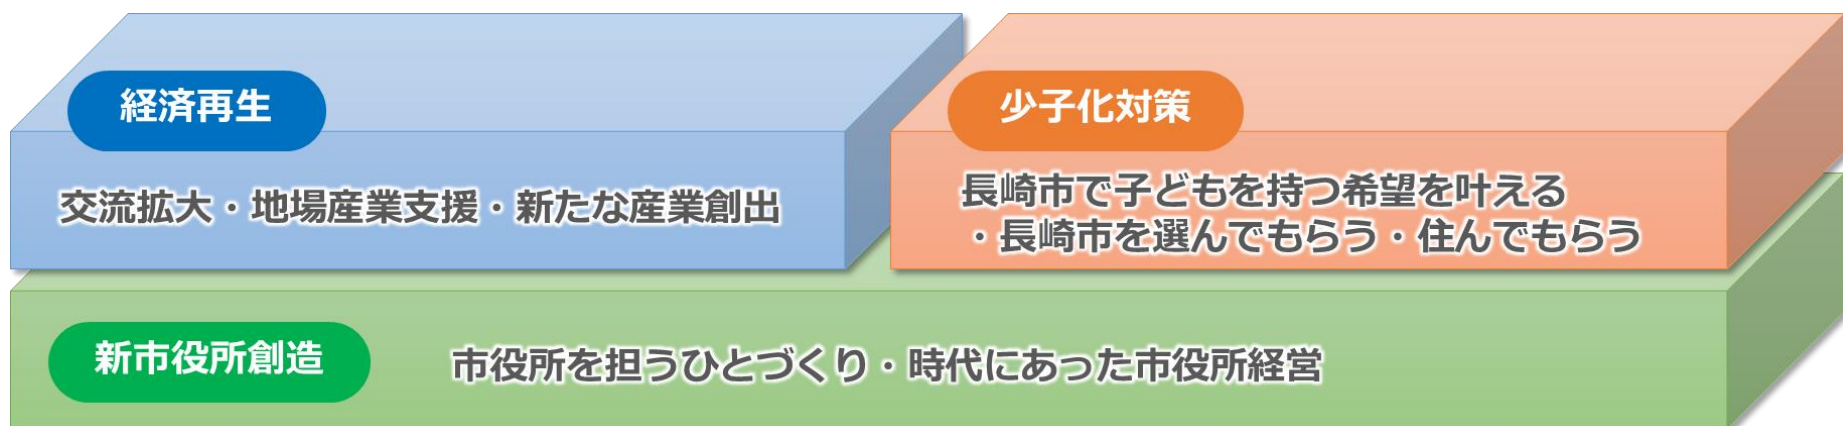 経済再生
交流拡大・地場産業支援・新たな産業創出
少子化対策
長崎市で子どもを持つ希望を叶える
・長崎市を選んでもらう・住んでもらう
新市役所創造
市役所を担うひとづくり・時代にあった市役所経営